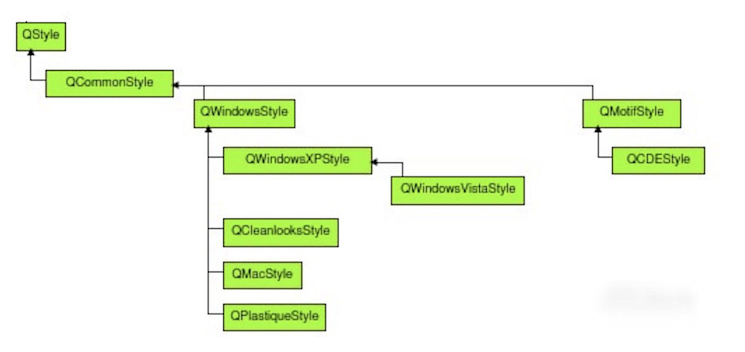 QStyle
QCommonStyle
QWindowsStyle
QMotifStyle
QWindowsXPStyle
QCDEStyle
QWindowsVistaStyle
QCleanlooksStyle
QMacStyle
QPlastiqueStyle